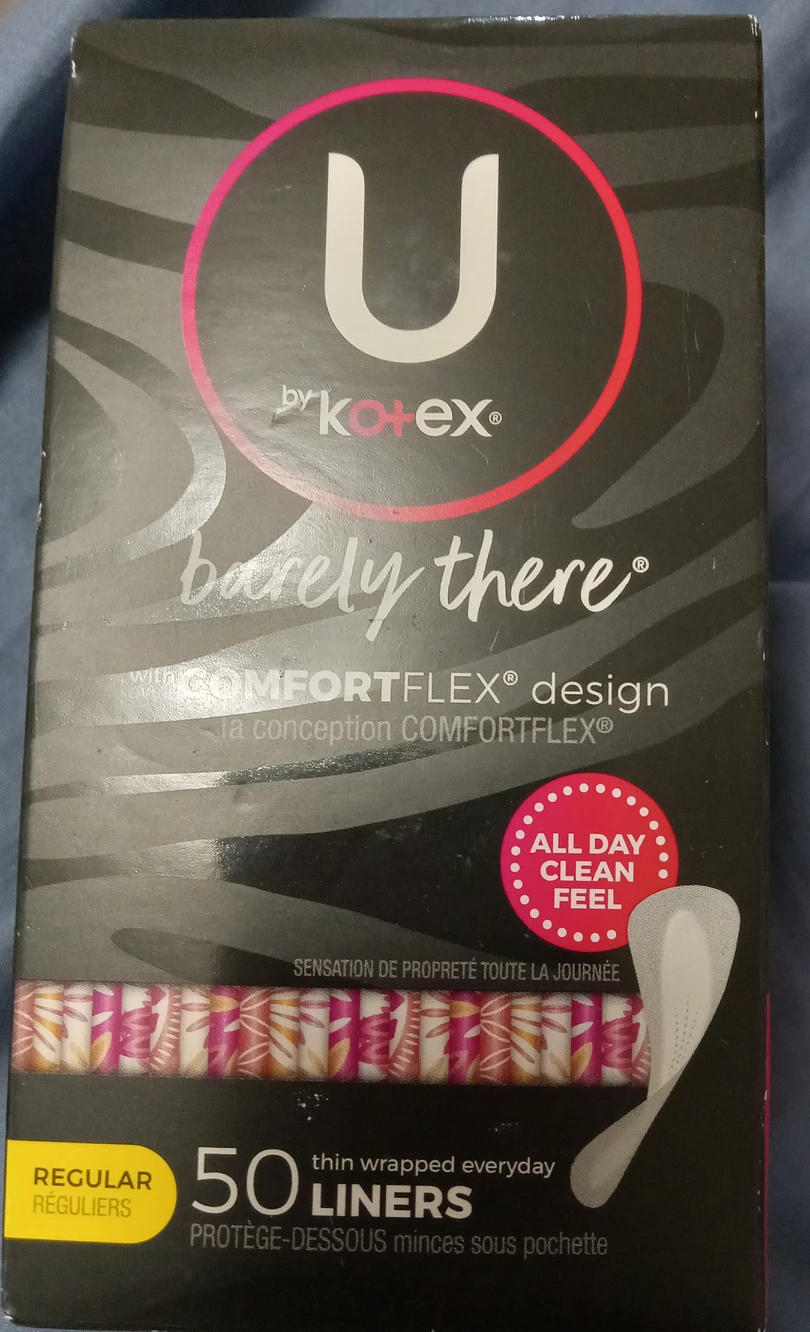 U
by kotex®
barely there®
with COMFORTFLEX® design
la conception COMFORTFLEX®
ALL DAY
CLEAN
FEEL
SENSATION DE PROPRETÉ TOUTE LA JOURNÉE
REGULAR
RÉGULIERS
50 thin wrapped everyday
LINERS
PROTÈGE-DESSOUS minces sous pochette